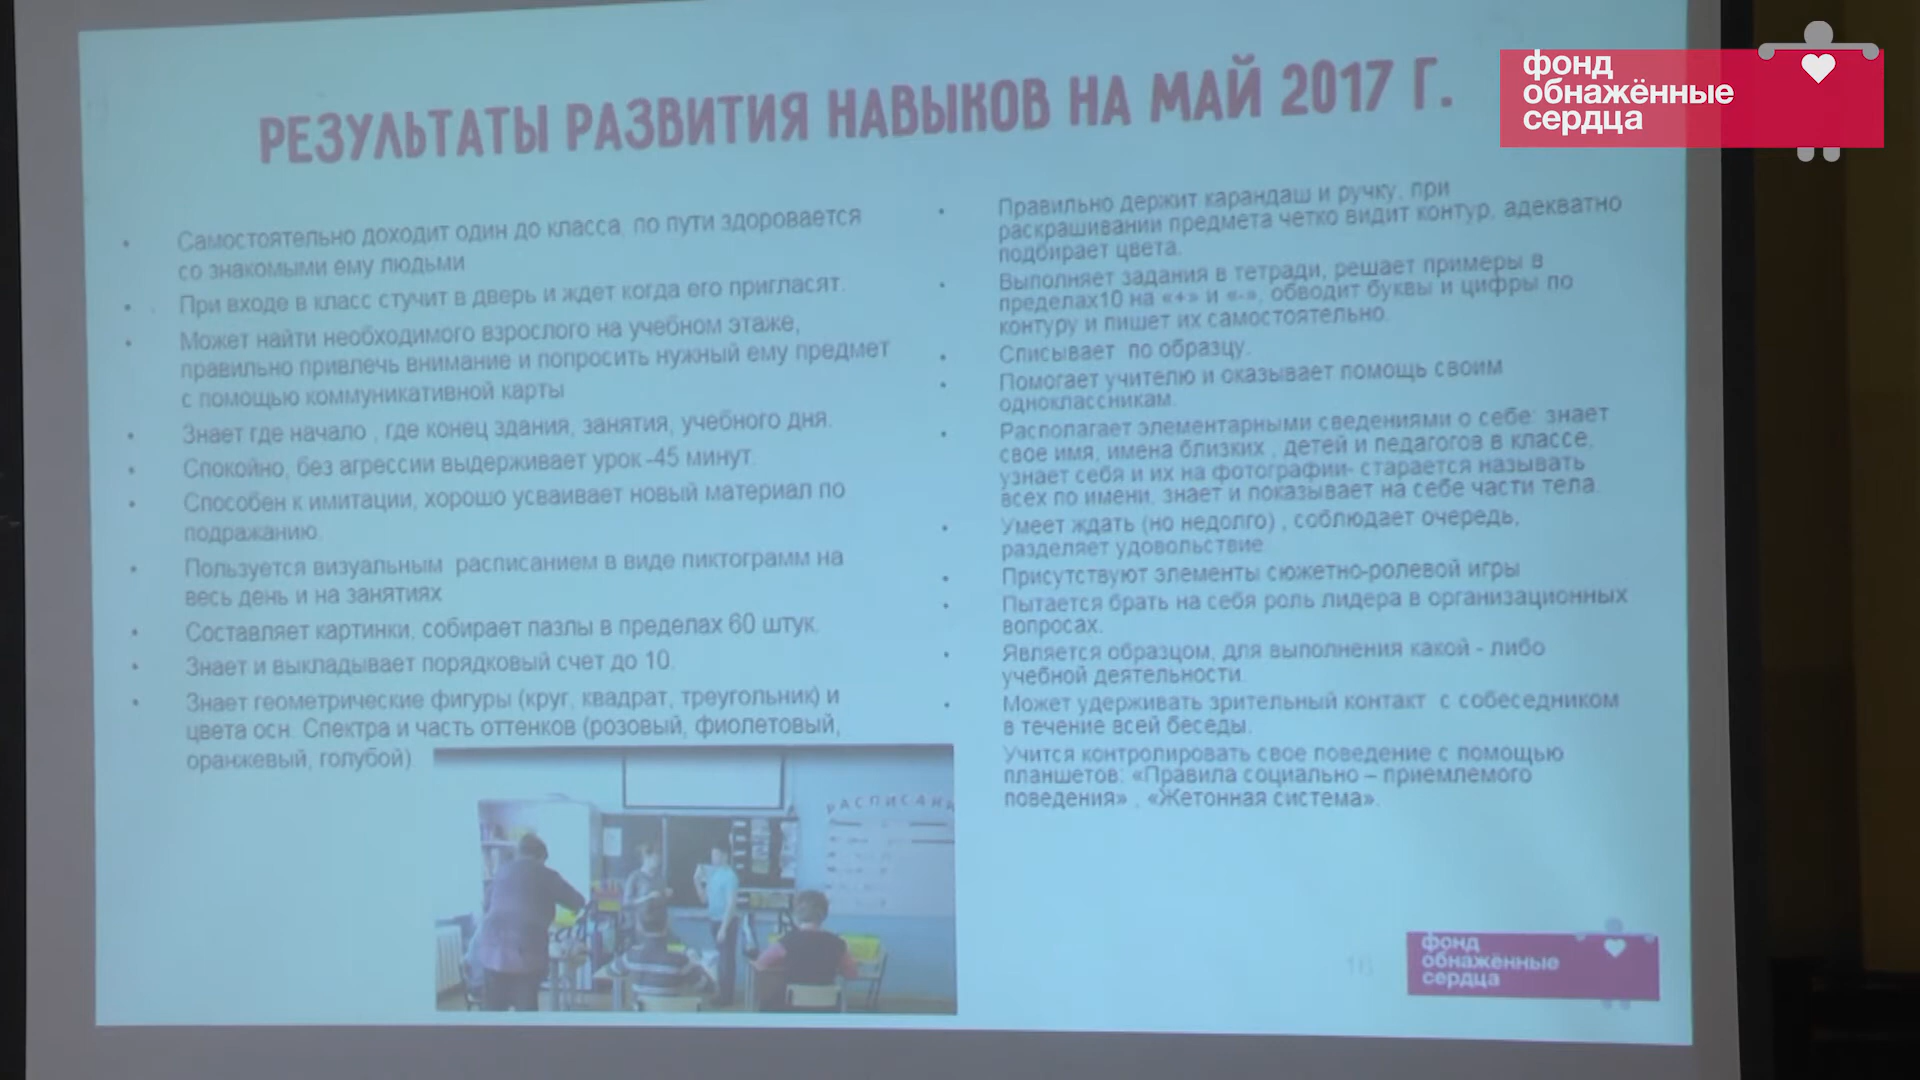 фонд
обнажённые
сердца
РЕЗУЛЬТАТЫ РАЗВИТИЯ НАВЫКОВ НА МАЙ 2017 Г.
• Самостоятельно доходит один до класса, по пути здоровается
со знакомыми ему людьми
• При входе в класс стучит в дверь и ждет когда его пригласят.
• Может найти необходимого взрослого на учебном этаже,
правильно привлечь внимание и попросить нужный ему предмет
с помощью коммуникативной карты
• Знает где начало , где конец здания, занятия, учебного дня.
• Спокойно, без агрессии выдерживает урок -45 минут.
• Способен к имитации, хорошо усваивает новый материал по
подражанию.
• Пользуется визуальным расписанием в виде пиктограмм на
весь день и на занятиях
• Составляет картинки, собирает пазлы в пределах 60 штук.
• Знает и выкладывает порядковый счет до 10.
• Знает геометрические фигуры (круг, квадрат, треугольник) и
цвета осн. Спектра и часть оттенков (розовый, фиолетовый,
оранжевый, голубой)
• Правильно держит карандаш и ручку, при
раскрашивании предмета четко видит контур, адекватно
подбирает цвета.
• Выполняет задания в тетради, решает примеры в
пределах10 на «+» и «-», обводит буквы и цифры по
контуру и пишет их самостоятельно.
• Списывает по образцу.
• Помогает учителю и оказывает помощь своим
одноклассникам.
• Располагает элементарными сведениями о себе: знает
свое имя, имена близких , детей и педагогов в классе,
узнает себя и их на фотографии- старается называть
всех по имени, знает и показывает на себе части тела.
• Умеет ждать (но недолго) , соблюдает очередь,
разделяет удовольствие
• Присутствуют элементы сюжетно-ролевой игры
• Пытается брать на себя роль лидера в организационных
вопросах.
• Является образцом, для выполнения какой - либо
учебной деятельности.
• Может удерживать зрительный контакт с собеседником
в течение всей беседы.
Учится контролировать свое поведение с помощью
планшетов: «Правила социально – приемлемого
поведения» , «Жетонная система».
РАСПИСАНИ
фонд
обнажённые
сердца